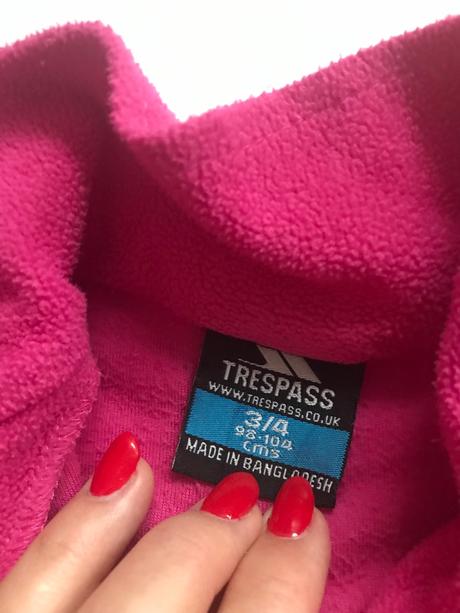 TRESPASS
WWW.TRESPASS.CO.UK
3/4
98-104
cms
MADE IN BANGLADESH